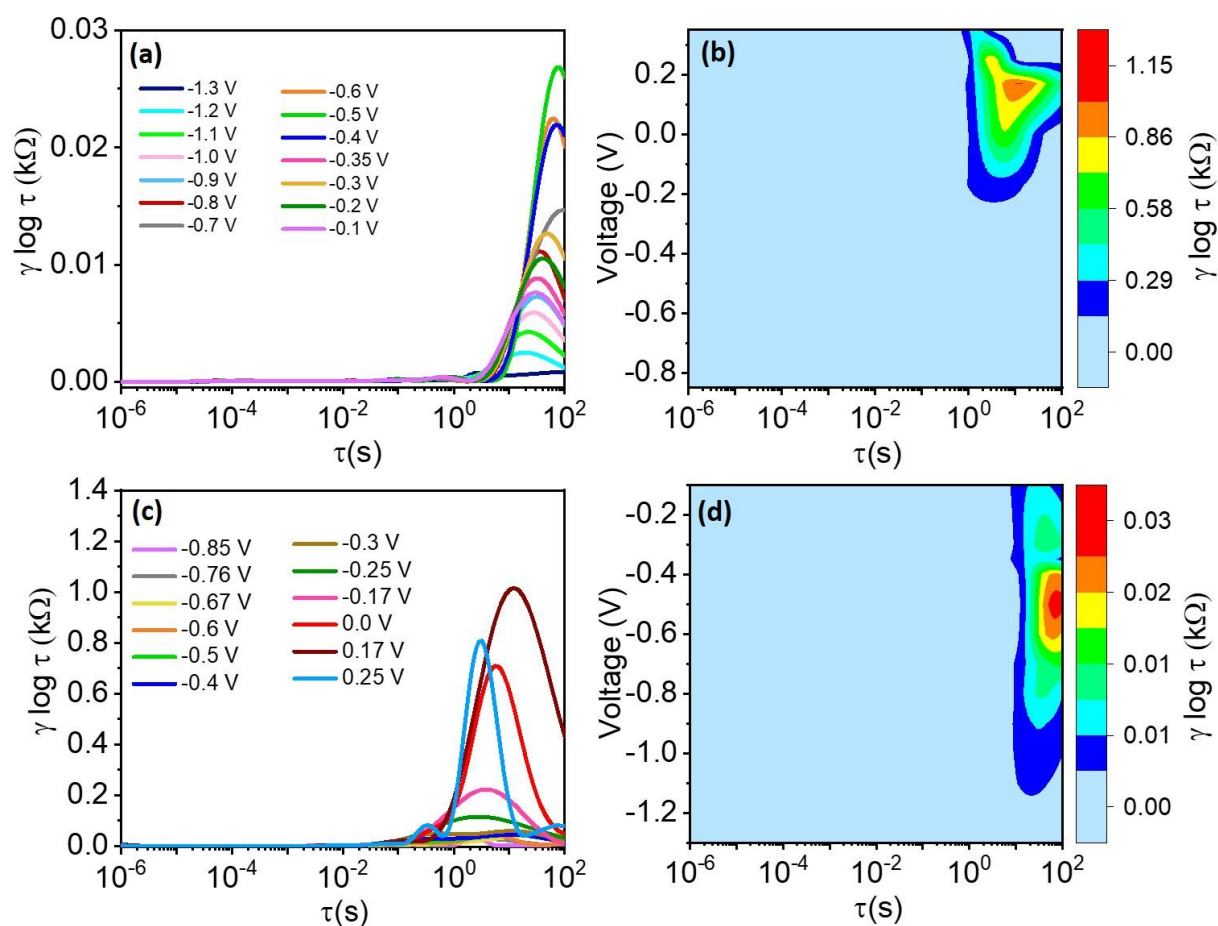 (a)
γ log τ (kΩ)
0.03
0.02
0.01
0.00
-1.3 V
-1.2 V
-1.1 V
-1.0 V
-0.9 V
-0.8 V
-0.7 V
-0.6 V
-0.5 V
-0.4 V
-0.35 V
-0.3 V
-0.2 V
-0.1 V
10⁻⁶ 10⁻⁴ 10⁻² 10⁰ 10²
τ(s)
(b)
Voltage (V)
0.2
0.0
-0.2
-0.4
-0.6
-0.8
10⁻⁶ 10⁻⁴ 10⁻² 10⁰ 10²
τ(s)
1.15
0.86
0.58
0.29
0.00
γ log τ (kΩ)
(c)
γ log τ (kΩ)
1.4
1.2
1.0
0.8
0.6
0.4
0.2
0.0
-0.85 V
-0.76 V
-0.67 V
-0.6 V
-0.5 V
-0.4 V
-0.3 V
-0.25 V
-0.17 V
0.0 V
0.17 V
0.25 V
10⁻⁶ 10⁻⁴ 10⁻² 10⁰ 10²
τ(s)
(d)
Voltage (V)
-0.2
-0.4
-0.6
-0.8
-1.0
-1.2
10⁻⁶ 10⁻⁴ 10⁻² 10⁰ 10²
τ(s)
0.03
0.02
0.01
0.01
0.00
γ log τ (kΩ)